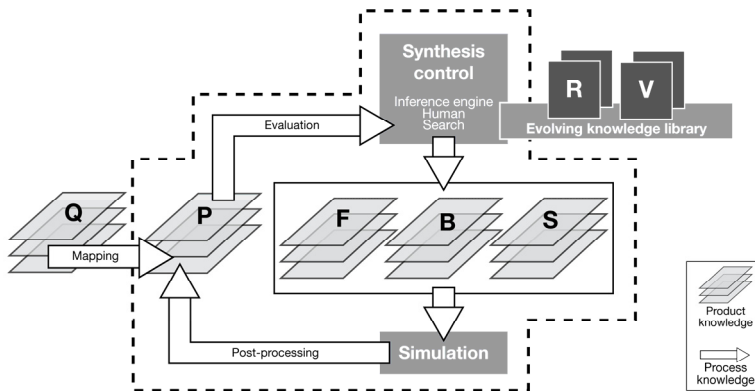 Synthesis
control
Inference engine
Human
Search
R
V
Evolving knowledge library
Evaluation
Q
P
F
B
S
Mapping
Post-processing
Simulation
Product
knowledge
Process
knowledge